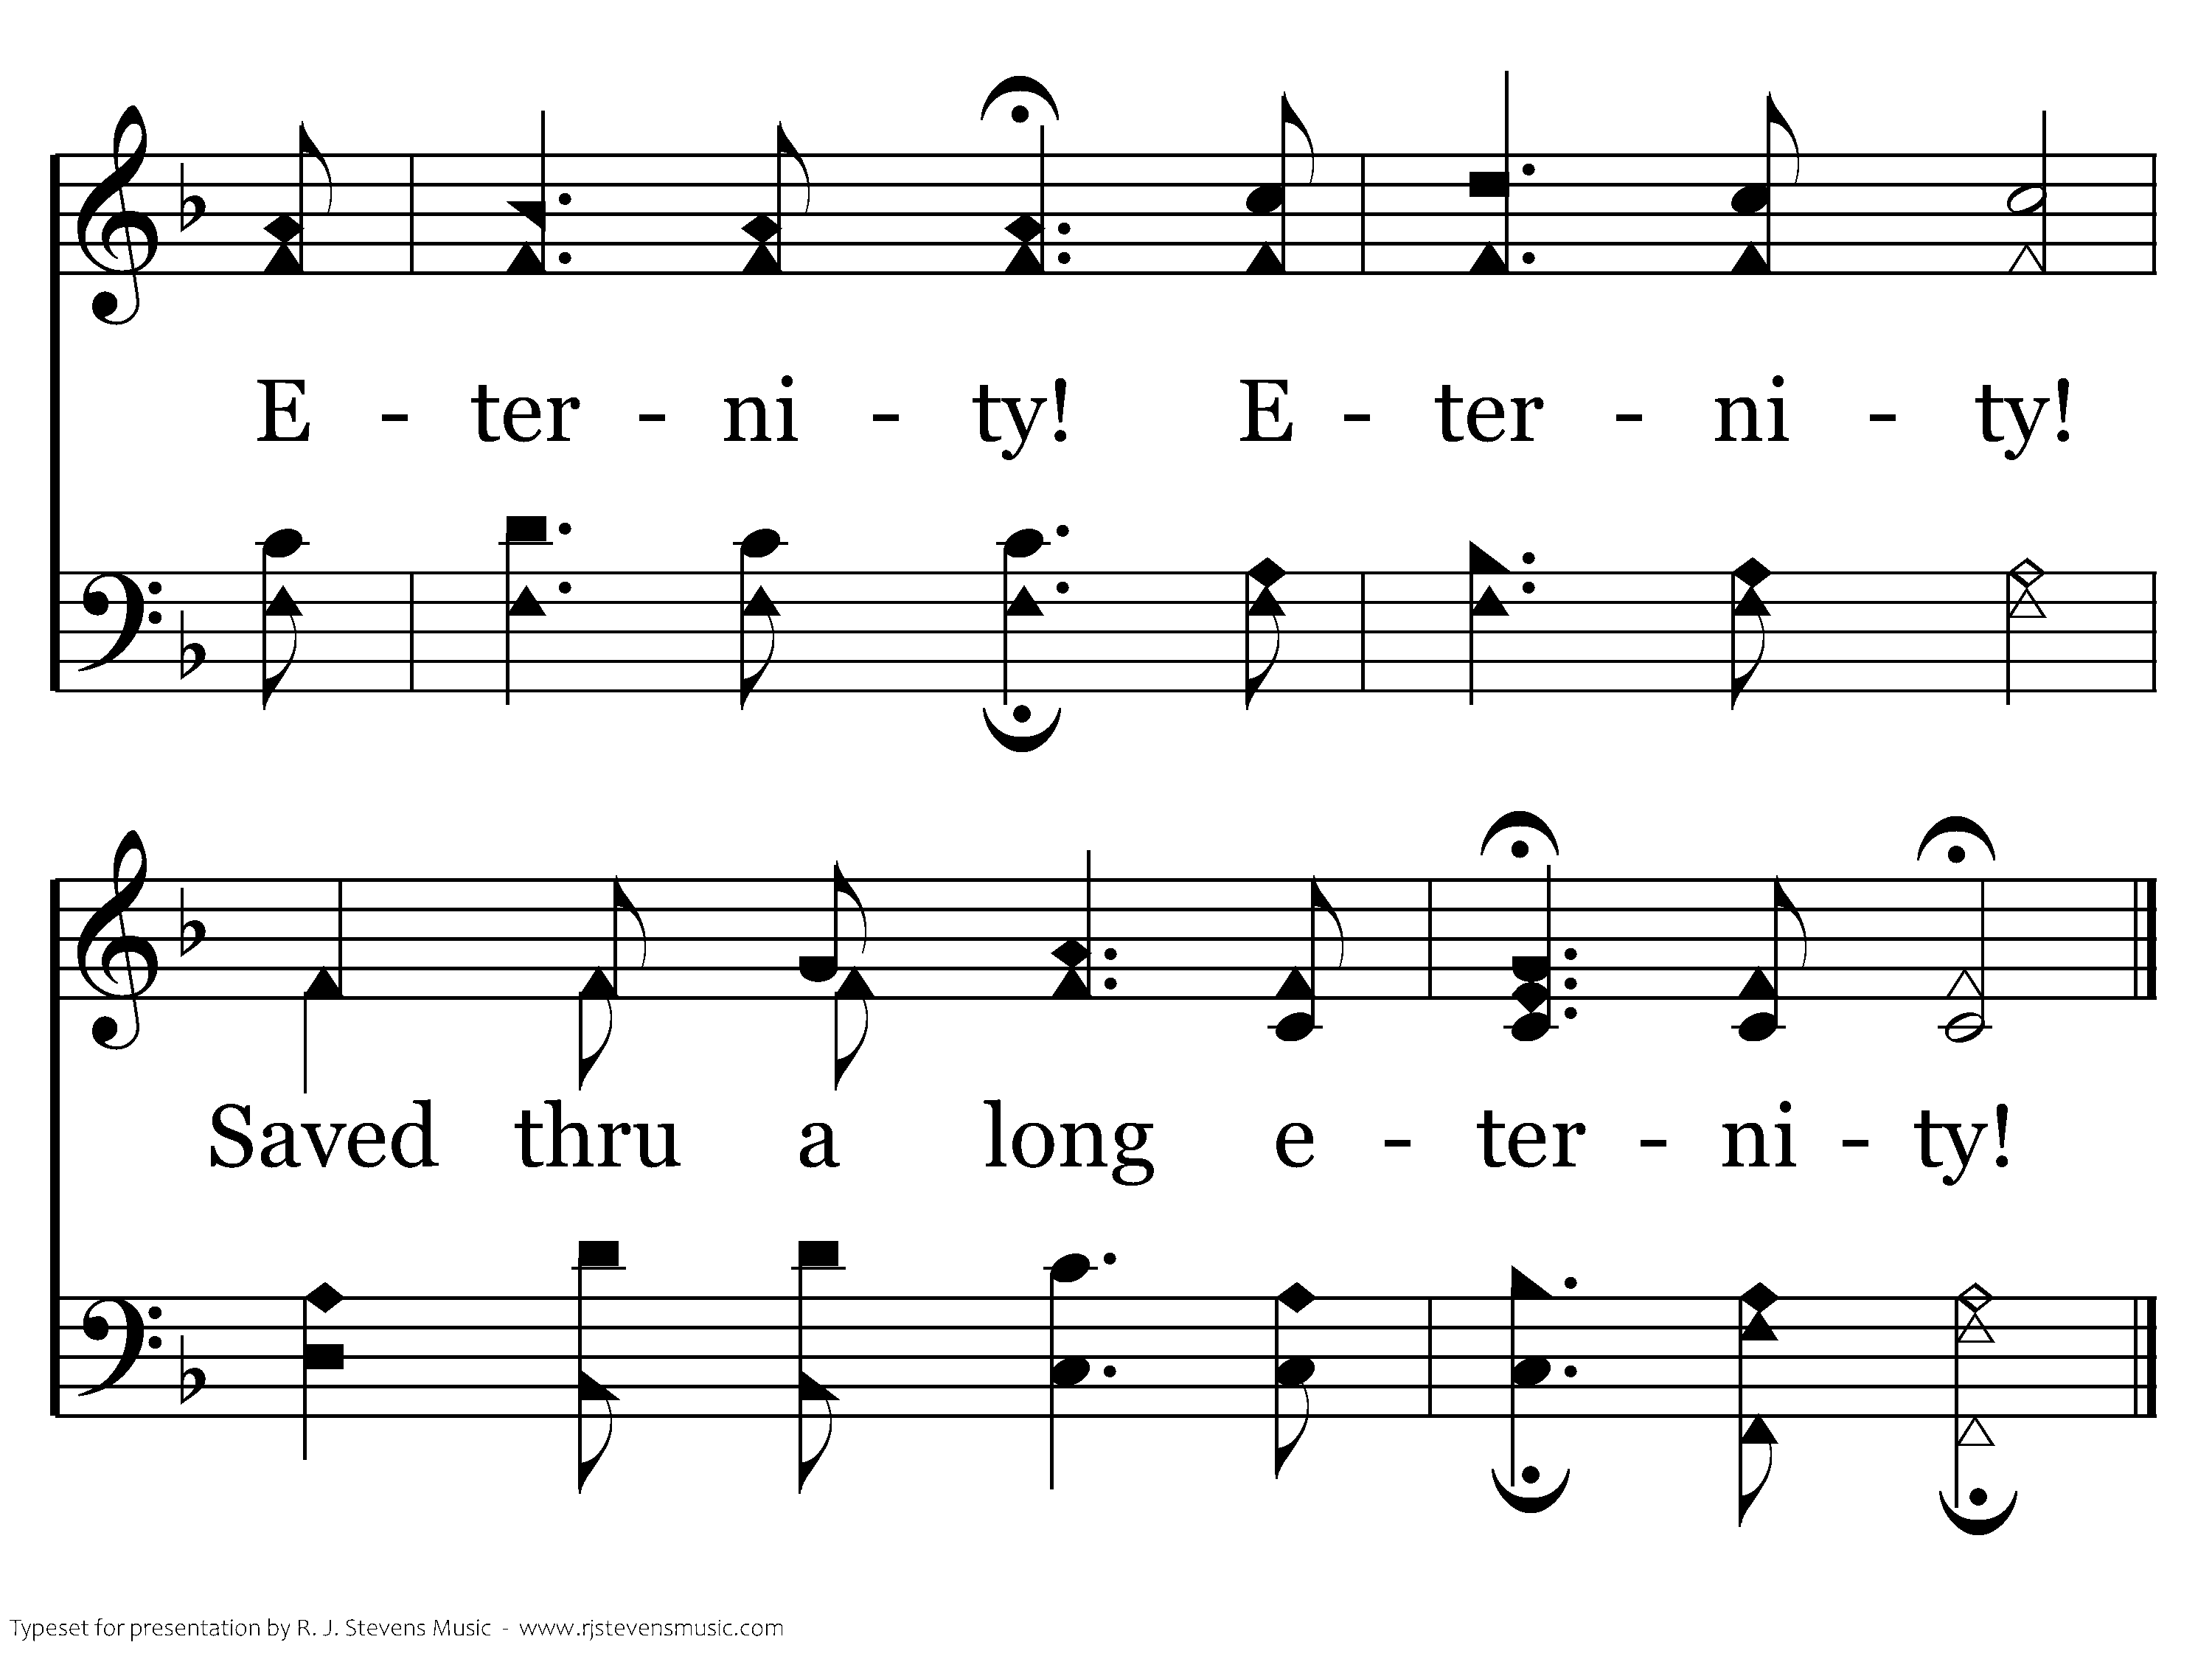 E - ter - ni - ty! E - ter - ni - ty!
Saved thru a long e - ter - ni - ty!
Typeset for presentation by R. J. Stevens Music - www.rjstevensmusic.com